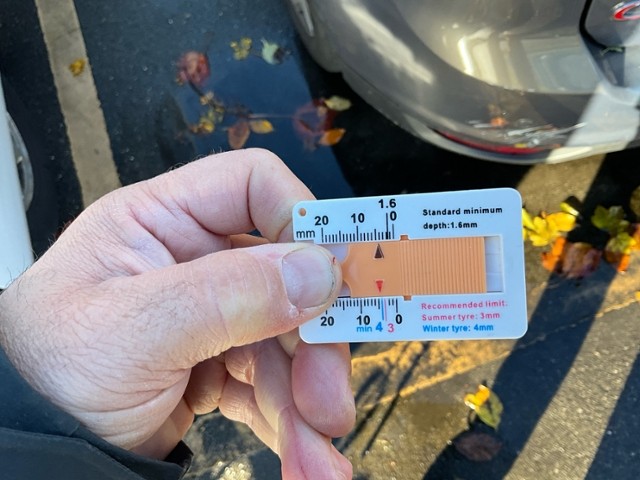 1.6
mm 20 10 0
Standard minimum
depth:1.6mm
20 10 0
min 4 3
Recommended limit:
Summer tyre: 3mm
Winter tyre: 4mm